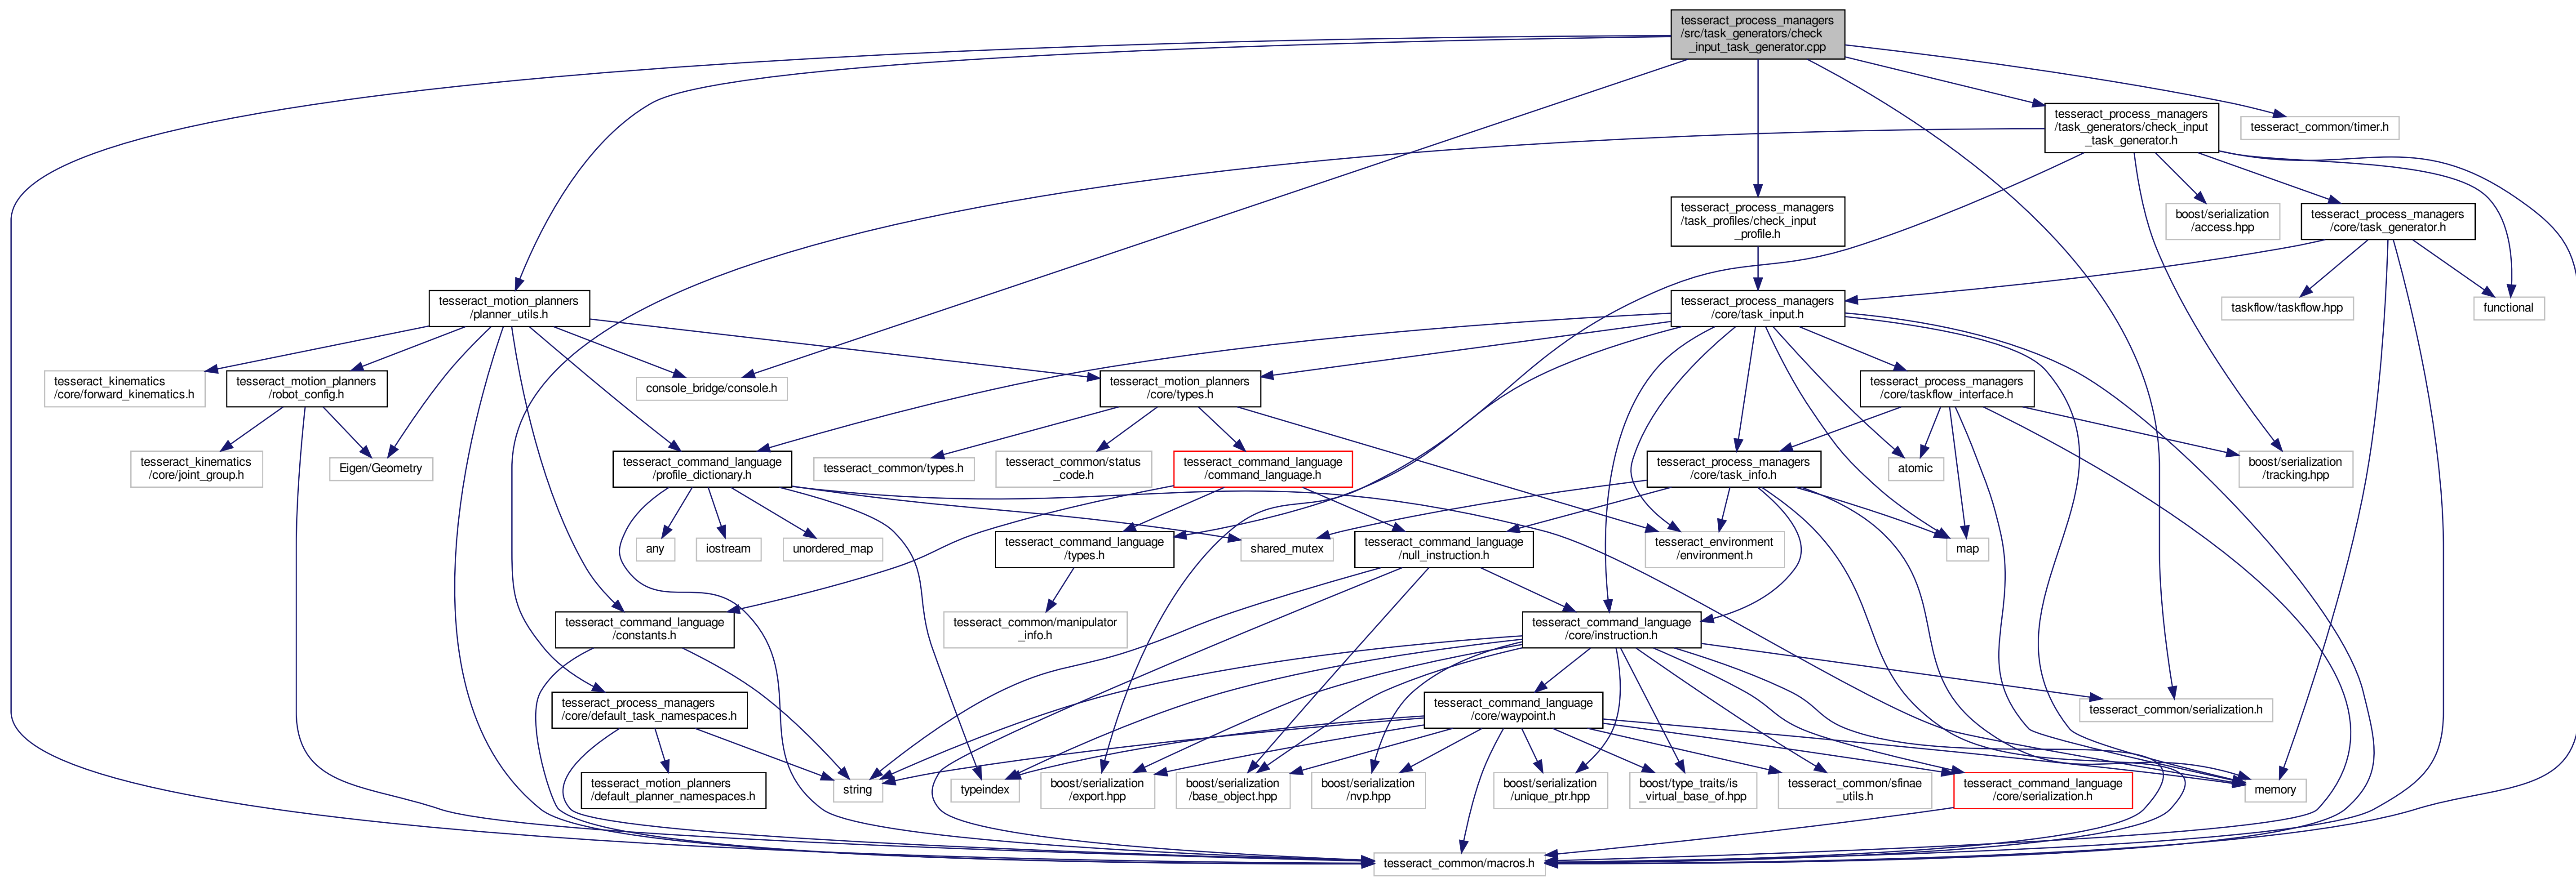 tesseract_process_managers
/src/task_generators/check
_input_task_generator.cpp
tesseract_process_managers
/task_generators/check_input
_task_generator.h
tesseract_common/timer.h
tesseract_process_managers
/task_profiles/check_input
_profile.h
boost/serialization
/access.hpp
tesseract_process_managers
/core/task_generator.h
tesseract_motion_planners
/planner_utils.h
tesseract_process_managers
/core/task_input.h
taskflow/taskflow.hpp
functional
tesseract_kinematics
/core/forward_kinematics.h
tesseract_motion_planners
/robot_config.h
console_bridge/console.h
tesseract_motion_planners
/core/types.h
tesseract_process_managers
/core/taskflow_interface.h
tesseract_kinematics
/core/joint_group.h
Eigen/Geometry
tesseract_command_language
/profile_dictionary.h
tesseract_common/types.h
tesseract_common/status
_code.h
tesseract_command_language
/command_language.h
tesseract_process_managers
/core/task_info.h
atomic
boost/serialization
/tracking.hpp
any
iostream
unordered_map
tesseract_command_language
/types.h
shared_mutex
tesseract_command_language
/null_instruction.h
tesseract_environment
/environment.h
map
tesseract_command_language
/constants.h
tesseract_common/manipulator
_info.h
tesseract_command_language
/core/instruction.h
tesseract_process_managers
/core/default_task_namespaces.h
tesseract_command_language
/core/waypoint.h
tesseract_common/serialization.h
tesseract_motion_planners
/default_planner_namespaces.h
string
typeindex
boost/serialization
/export.hpp
boost/serialization
/base_object.hpp
boost/serialization
/nvp.hpp
boost/serialization
/unique_ptr.hpp
boost/type_traits/is
_virtual_base_of.hpp
tesseract_common/sfinae
_utils.h
tesseract_command_language
/core/serialization.h
memory
tesseract_common/macros.h